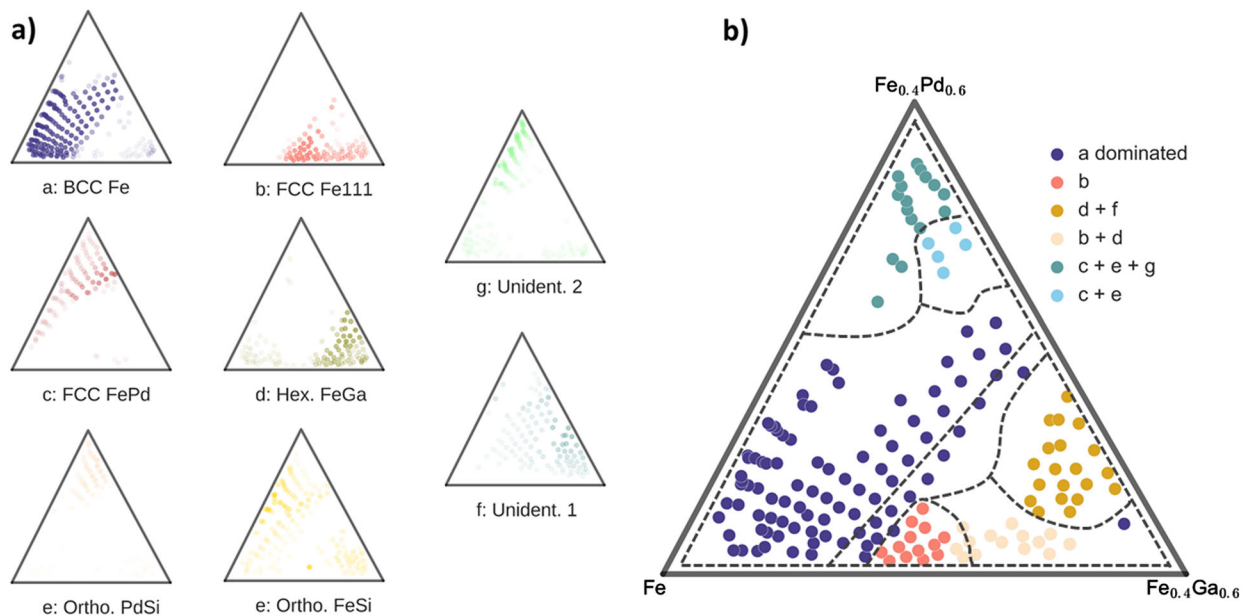 a)
b)
a: BCC Fe
b: FCC Fe111
c: FCC FePd
d: Hex. FeGa
e: Ortho. PdSi
e: Ortho. FeSi
g: Unident. 2
f: Unident. 1
Fe0.4Pd0.6
a dominated
b
d + f
b + d
c + e + g
c + e
Fe
Fe0.4Ga0.6